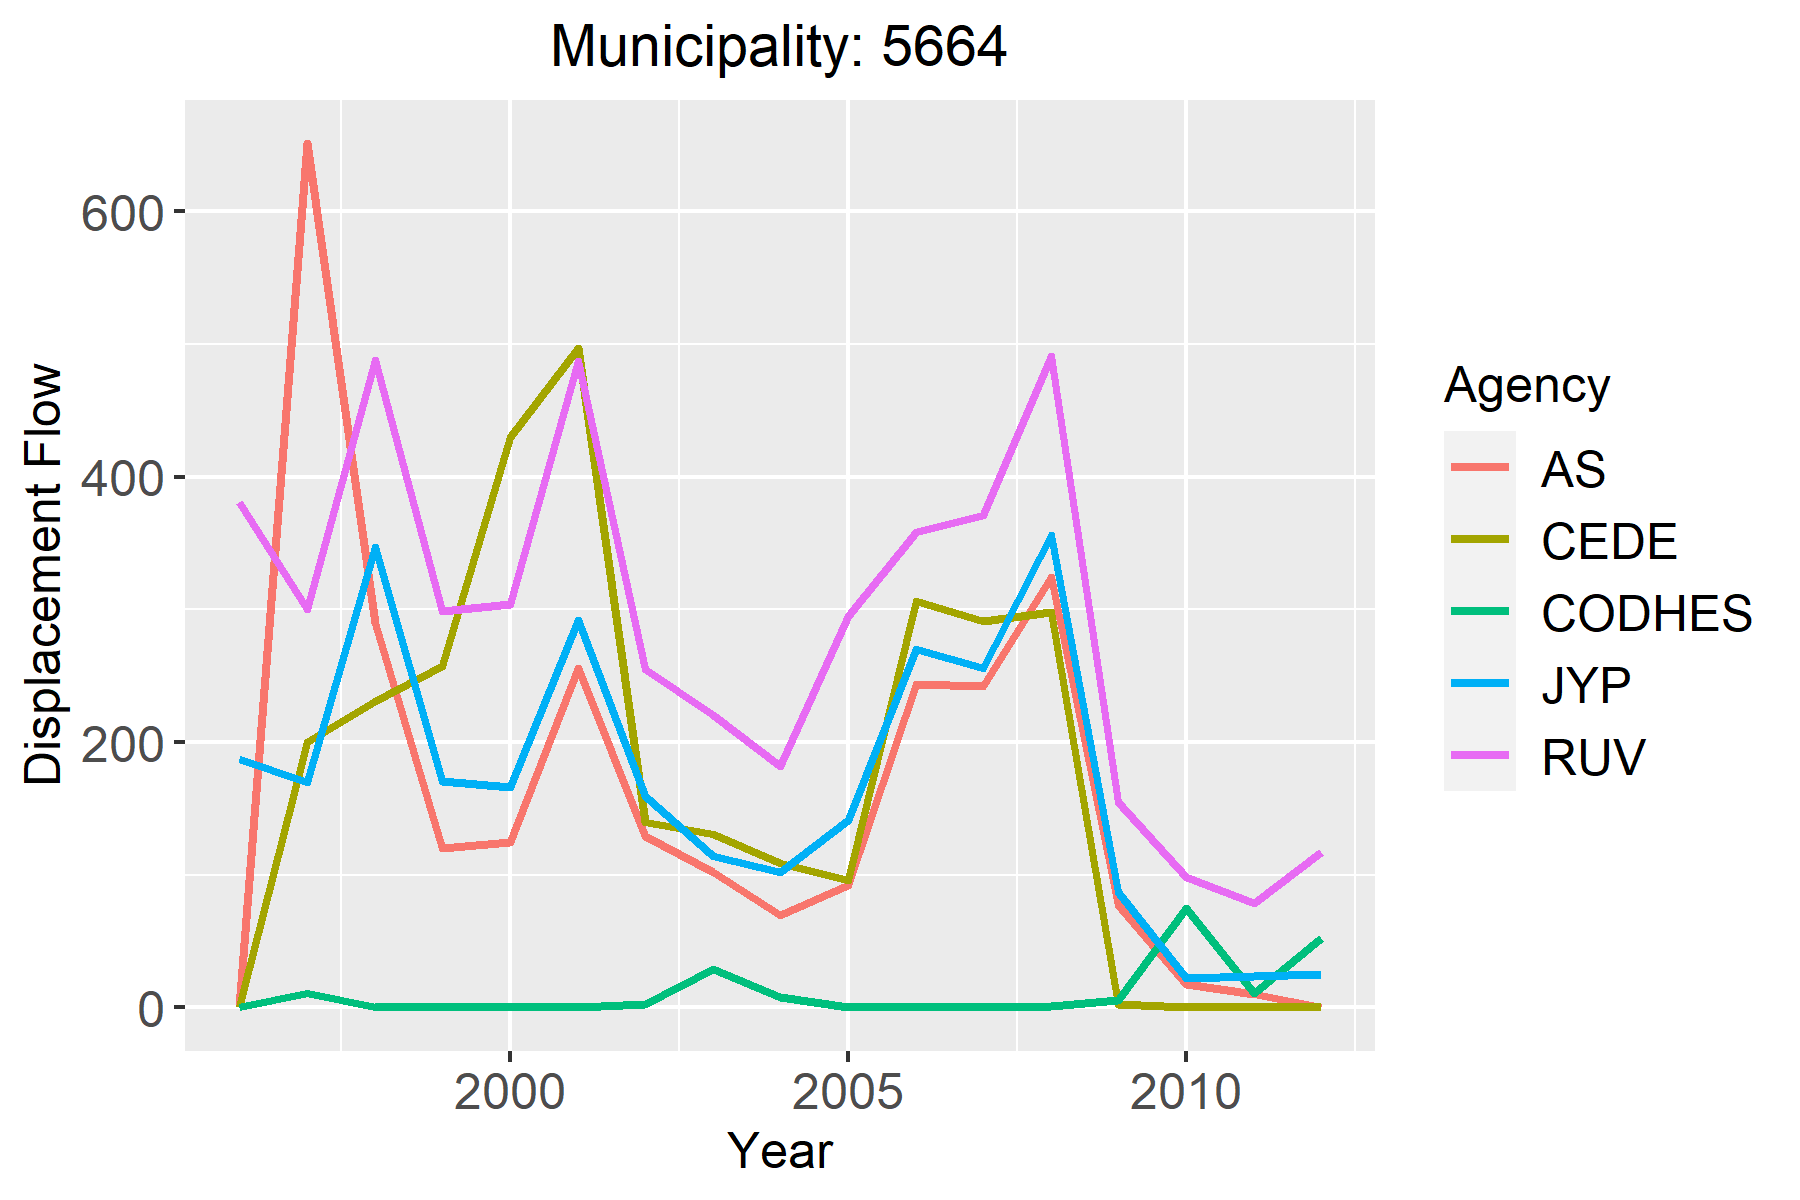 Municipality: 5664
Displacement Flow
600
400
200
0
2000 2005 2010
Year
Agency
AS
CEDE
CODHES
JYP
RUV